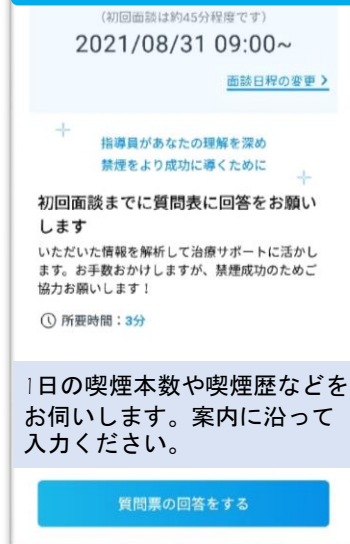 (初回面談は約45分程度です)
2021/08/31 09:00~
面談日程の変更 >
指導員があなたの理解を深め
禁煙をより成功に導くために
初回面談までに質問表に回答をお願い
します
いただいた情報を解析して治療サポートに活かし
ます。お手数おかけしますが、禁煙成功のためご
協力お願いします!
所要時間:3分
1日の喫煙本数や喫煙歴などを
お伺いします。案内に沿って
入力ください。
質問票の回答をする